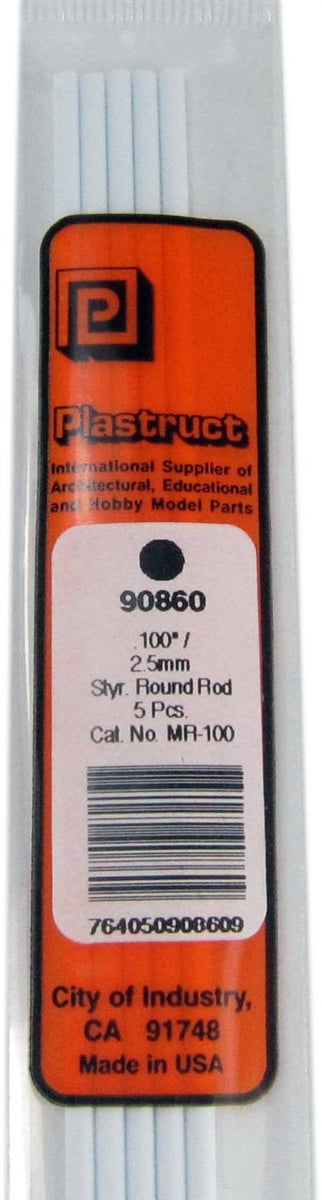 P
Plastruct
International Supplier of
Architectural, Educational
and Hobby Model Parts
90860
.100" /
2.5mm
Styr. Round Rod
5 Pcs.
Cat. No. MR-100
764050908609
City of Industry,
CA 91748
Made in USA